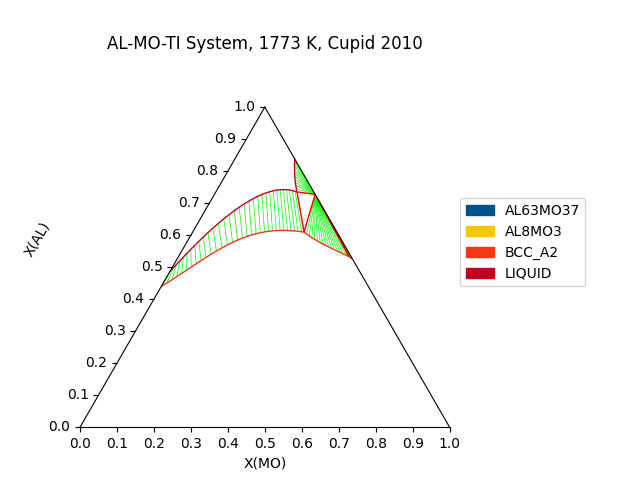 AL-MO-TI System, 1773 K, Cupid 2010
1.0
0.9
0.8
0.7
0.6
0.5
0.4
0.3
0.2
0.1
0.0
X(AL)
0.0 0.1 0.2 0.3 0.4 0.5 0.6 0.7 0.8 0.9 1.0
X(MO)
AL63MO37
AL8MO3
BCC_A2
LIQUID